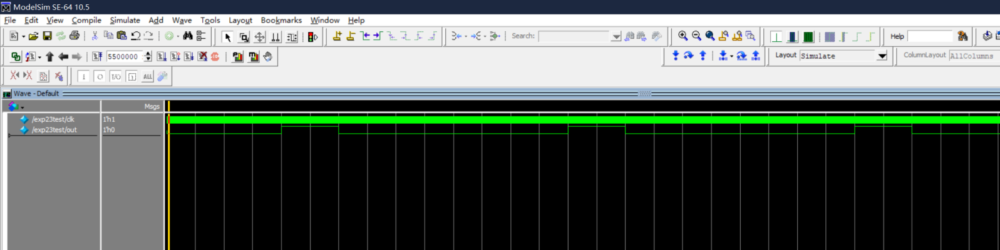 ModelSim SE-64 10.5
File Edit View Compile Simulate Add Wave Tools Layout Bookmarks Window Help
Search: Help
5500000 Layout Simulate ColumnLayout AllColumns
Wave - Default
Msgs
/exp23test/clk 1'h1
/exp23test/out 1'h0